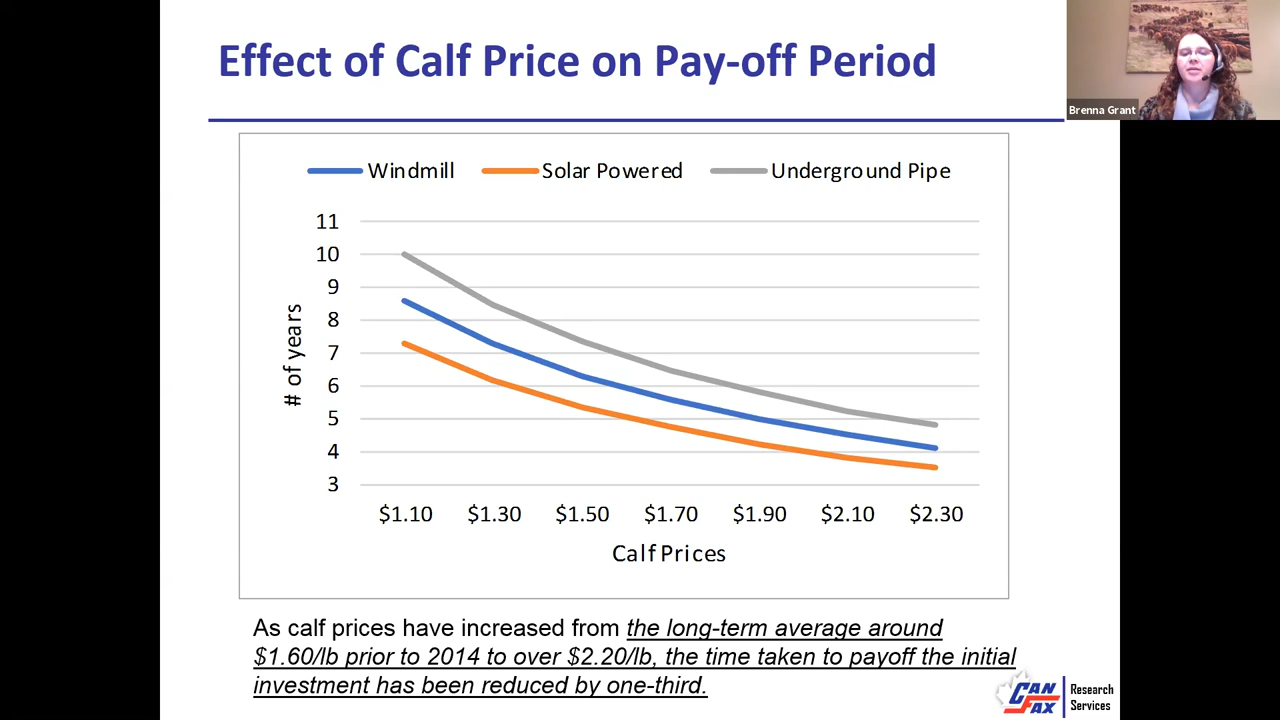 Effect of Calf Price on Pay-off Period
Brenna Grant
Windmill
Solar Powered
Underground Pipe
11
10
9
8
7
6
5
4
3
# of years
$1.10
$1.30
$1.50
$1.70
$1.90
$2.10
$2.30
Calf Prices
As calf prices have increased from the long-term average around
$1.60/lb prior to 2014 to over $2.20/lb, the time taken to payoff the initial
investment has been reduced by one-third.
CAN FAX
Research
Services